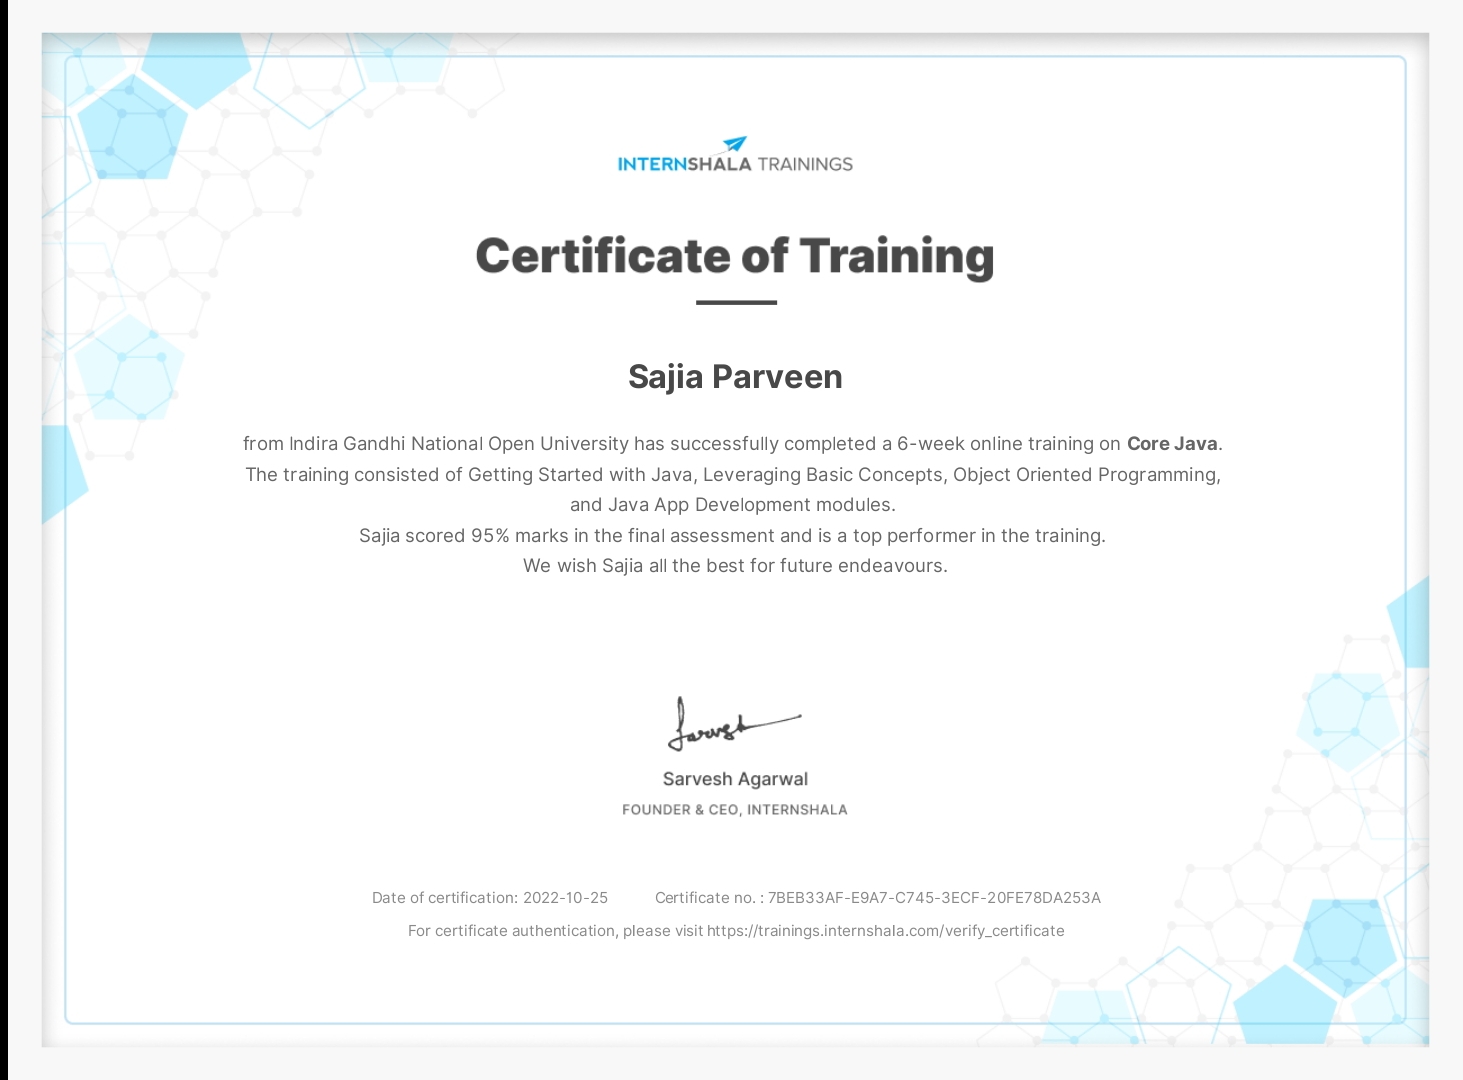 INTERNSHALA TRAININGS
Certificate of Training
Sajia Parveen
from Indira Gandhi National Open University has successfully completed a 6-week online training on Core Java.
The training consisted of Getting Started with Java, Leveraging Basic Concepts, Object Oriented Programming,
and Java App Development modules.
Sajia scored 95% marks in the final assessment and is a top performer in the training.
We wish Sajia all the best for future endeavours.
Sarvesh
Sarvesh Agarwal
FOUNDER & CEO, INTERNSHALA
Date of certification: 2022-10-25 Certificate no. : 7BEB33AF-E9A7-C745-3ECF-20FE78DA253A
For certificate authentication, please visit https://trainings.internshala.com/verify_certificate